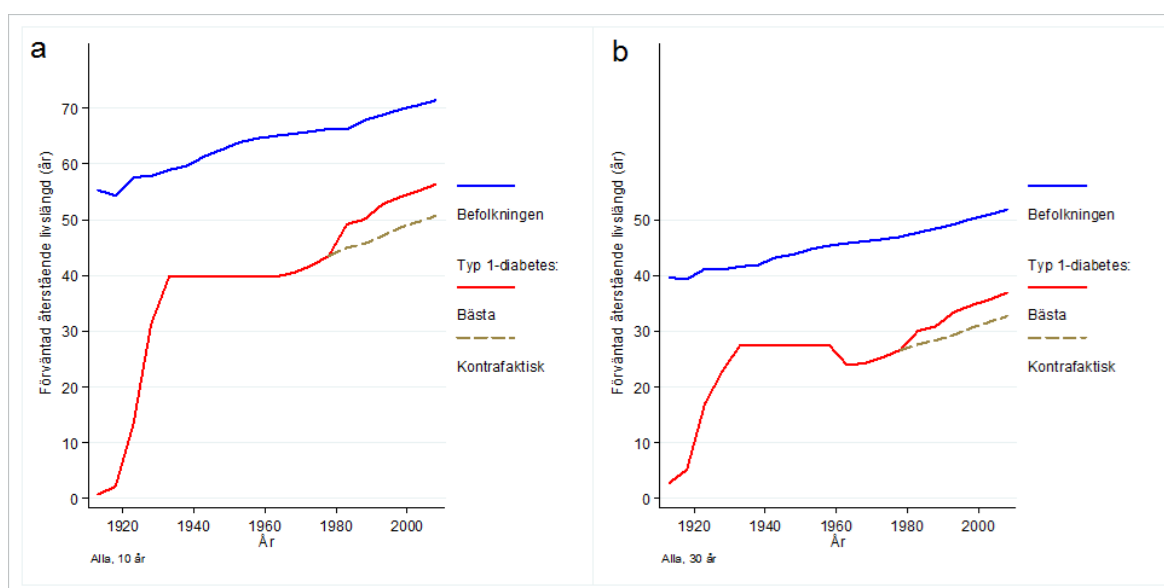 a
Förväntad återstående livslängd (år)
70
60
50
40
30
20
10
0
1920 1940 1960 1980 2000
År
Alla, 10 år
Befolkningen
Typ 1-diabetes:
Bästa
Kontrafaktisk
b
Förväntad återstående livslängd (år)
50
40
30
20
10
0
1920 1940 1960 1980 2000
År
Alla, 30 år
Befolkningen
Typ 1-diabetes:
Bästa
Kontrafaktisk